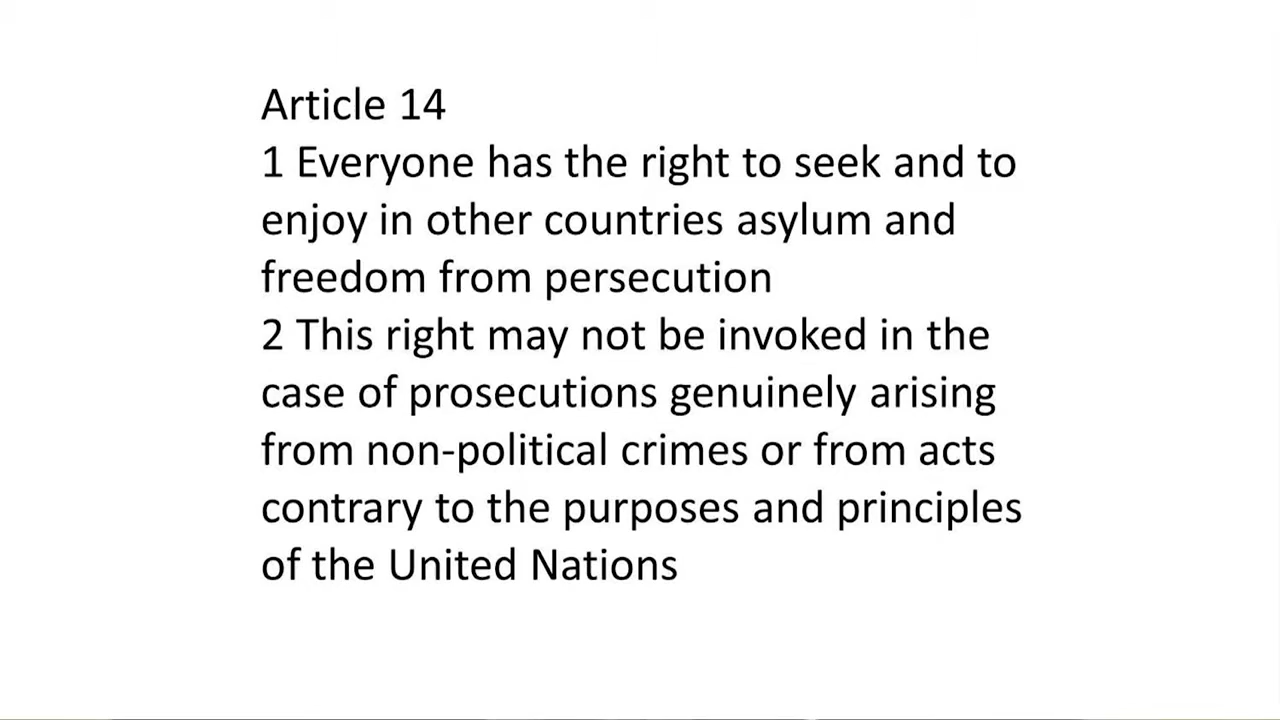 Article 14
1 Everyone has the right to seek and to
enjoy in other countries asylum and
freedom from persecution
2 This right may not be invoked in the
case of prosecutions genuinely arising
from non-political crimes or from acts
contrary to the purposes and principles
of the United Nations